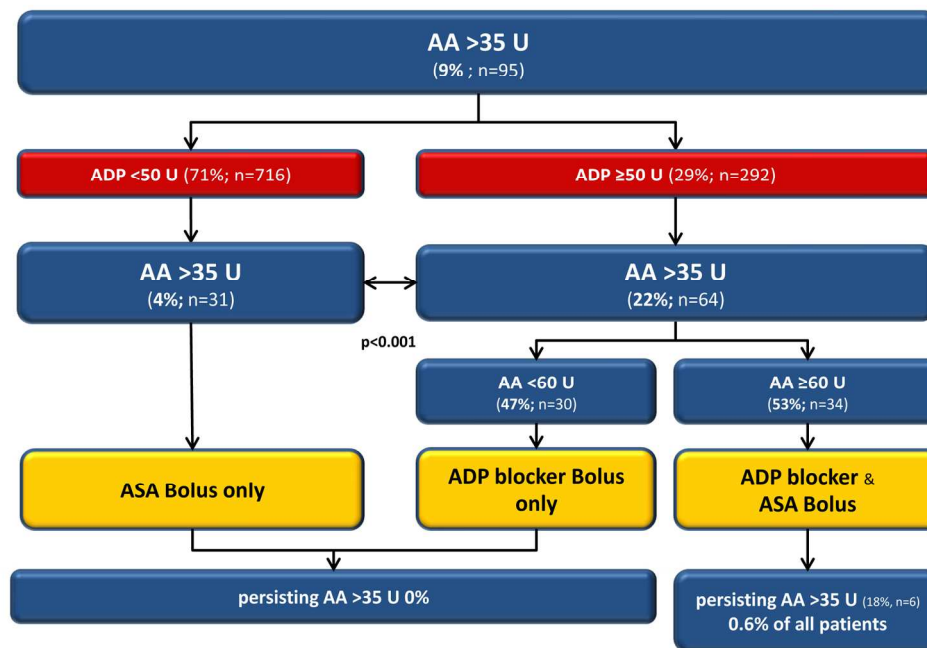 AA >35 U
(9% ; n=95)
ADP <50 U (71%; n=716)
ADP ≥50 U (29%; n=292)
AA >35 U
(4%; n=31)
AA >35 U
(22%; n=64)
p<0.001
AA <60 U
(47%; n=30)
AA ≥60 U
(53%; n=34)
ASA Bolus only
ADP blocker Bolus
only
ADP blocker &
ASA Bolus
persisting AA >35 U 0%
persisting AA >35 U (18%, n=6)
0.6% of all patients